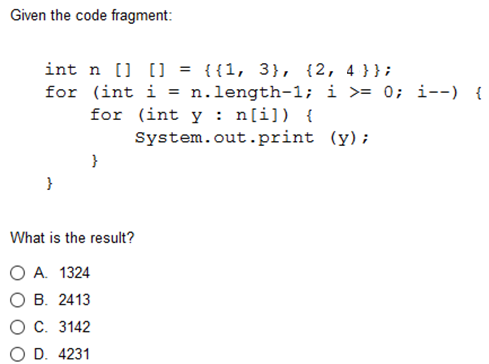 Given the code fragment:
int n [] [] = {{1, 3}, {2, 4 }};
for (int i = n.length-1; i >= 0; i--) {
for (int y : n[i]) {
System.out.print (y);
}
}
What is the result?
A. 1324
B. 2413
C. 3142
D. 4231